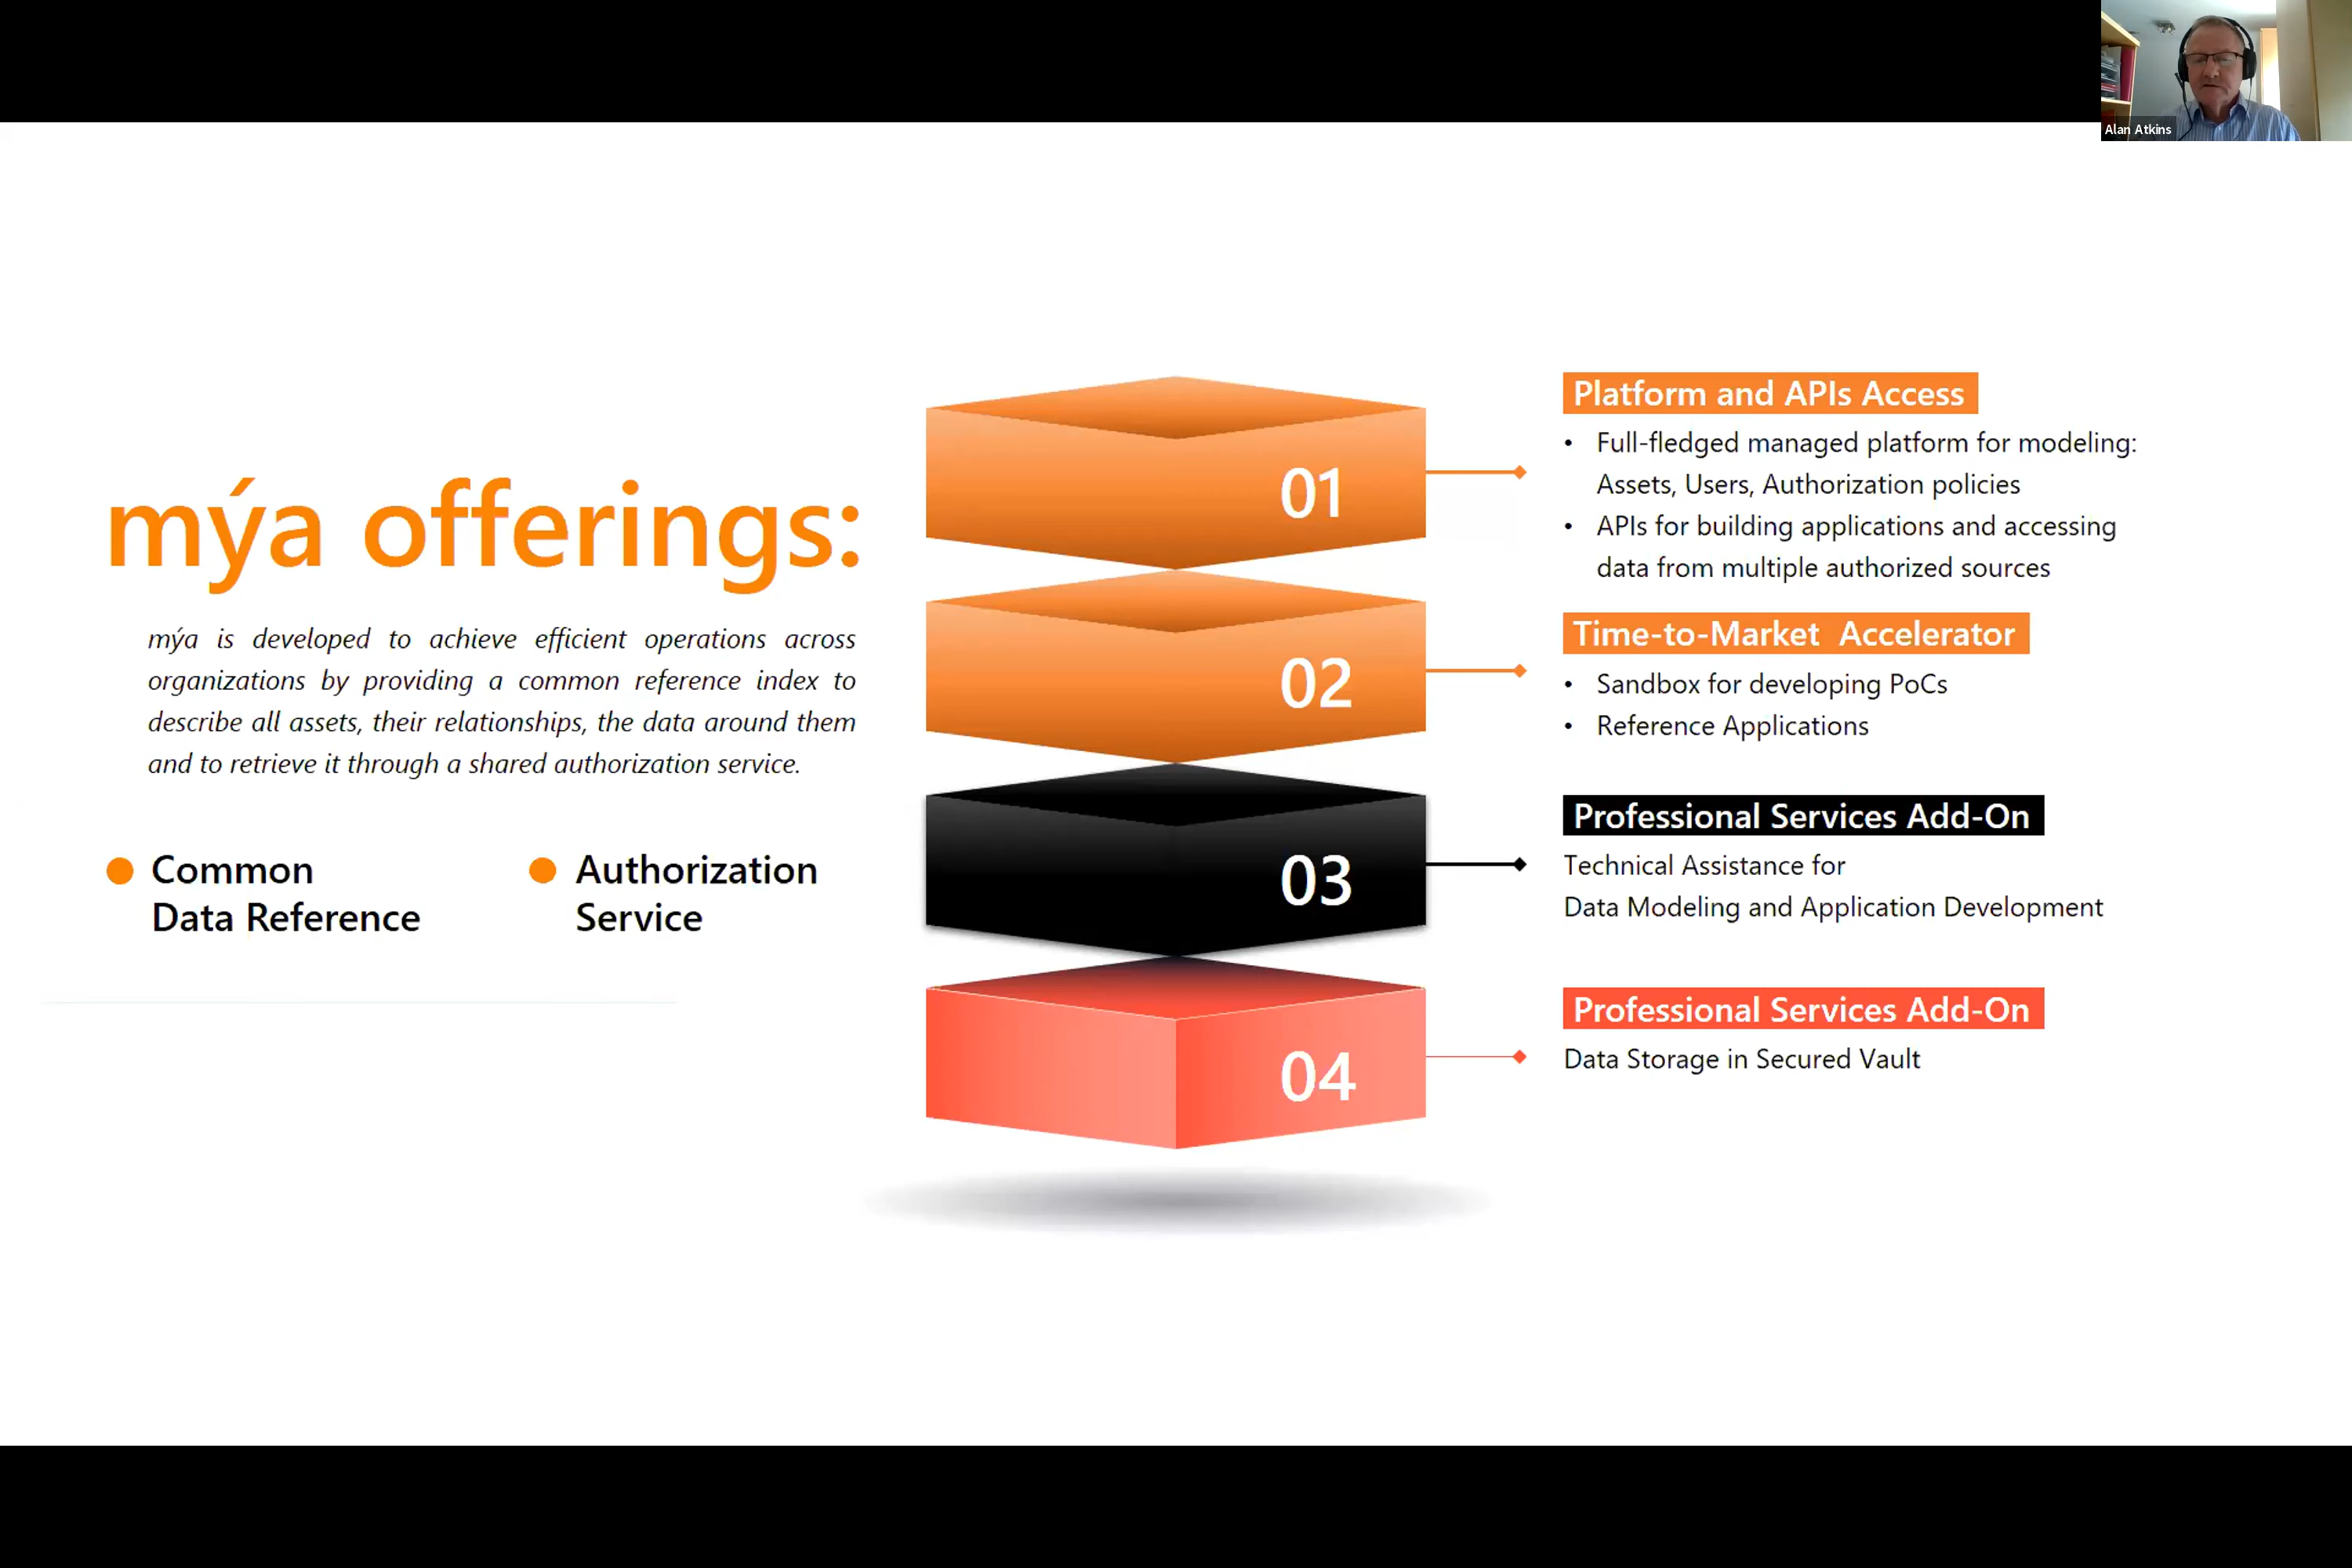 Alan Atkins
mýa offerings:
mýa is developed to achieve efficient operations across
organizations by providing a common reference index to
describe all assets, their relationships, the data around them
and to retrieve it through a shared authorization service.
Common
Data Reference
Authorization
Service
01
Platform and APIs Access
• Full-fledged managed platform for modeling:
Assets, Users, Authorization policies
• APIs for building applications and accessing
data from multiple authorized sources
02
Time-to-Market Accelerator
• Sandbox for developing PoCs
• Reference Applications
03
Professional Services Add-On
Technical Assistance for
Data Modeling and Application Development
04
Professional Services Add-On
Data Storage in Secured Vault